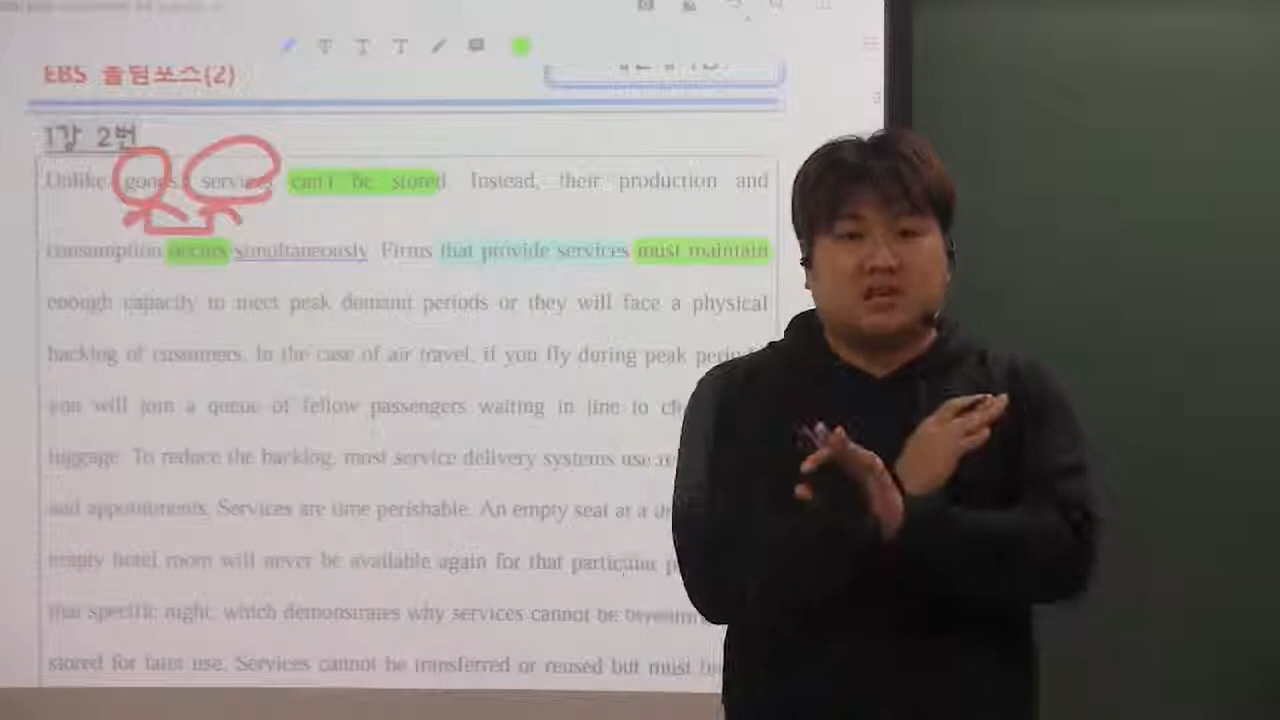 EBS 올림포스(2)
1강 2번
Unlike goods, services can't be stored. Instead, their production and
consumption occurs simultaneously. Firms that provide services must maintain
enough capacity to meet peak demand periods or they will face a physical
backlog of customers. In the case of air travel, if you fly during peak
you will join a queue of fellow passengers waiting in line to
luggage. To reduce the backlog, most service delivery systems use
and appointments. Services are time perishable. An empty seat at a
empty hotel room will never be available again for that particular
that specific night, which demonstrates why services cannot be
stored for later use. Services cannot be transferred or reused but must